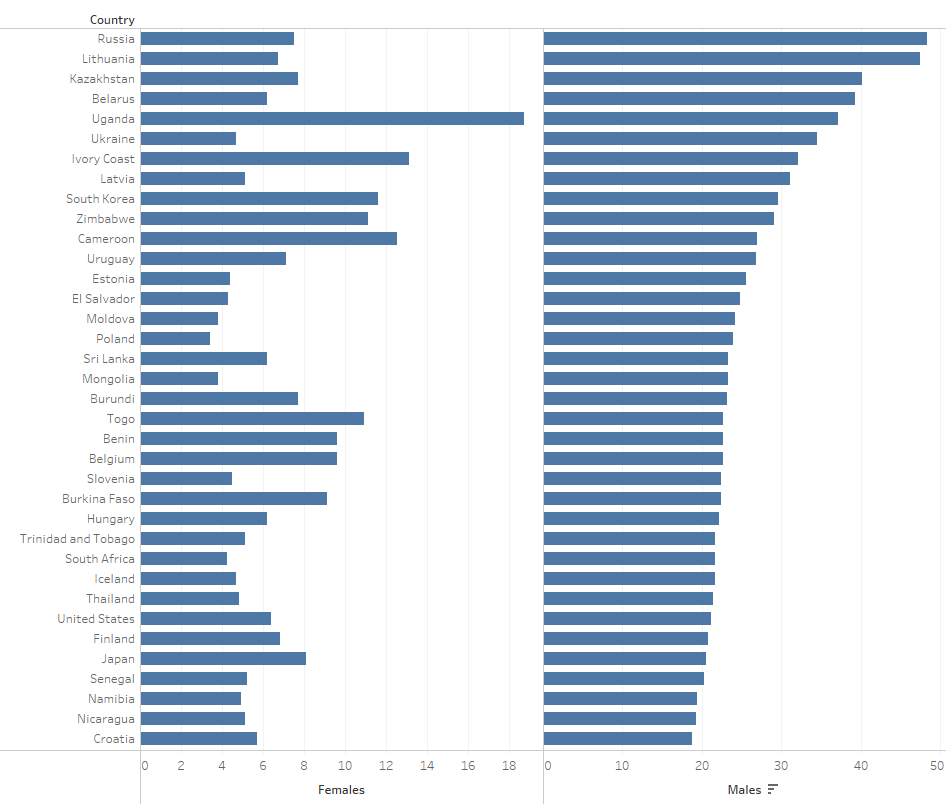 Country
Russia
Lithuania
Kazakhstan
Belarus
Uganda
Ukraine
Ivory Coast
Latvia
South Korea
Zimbabwe
Cameroon
Uruguay
Estonia
El Salvador
Moldova
Poland
Sri Lanka
Mongolia
Burundi
Togo
Benin
Belgium
Slovenia
Burkina Faso
Hungary
Trinidad and Tobago
South Africa
Iceland
Thailand
United States
Finland
Japan
Senegal
Namibia
Nicaragua
Croatia
0 2 4 6 8 10 12 14 16 18 0 10 20 30 40 50
Females Males